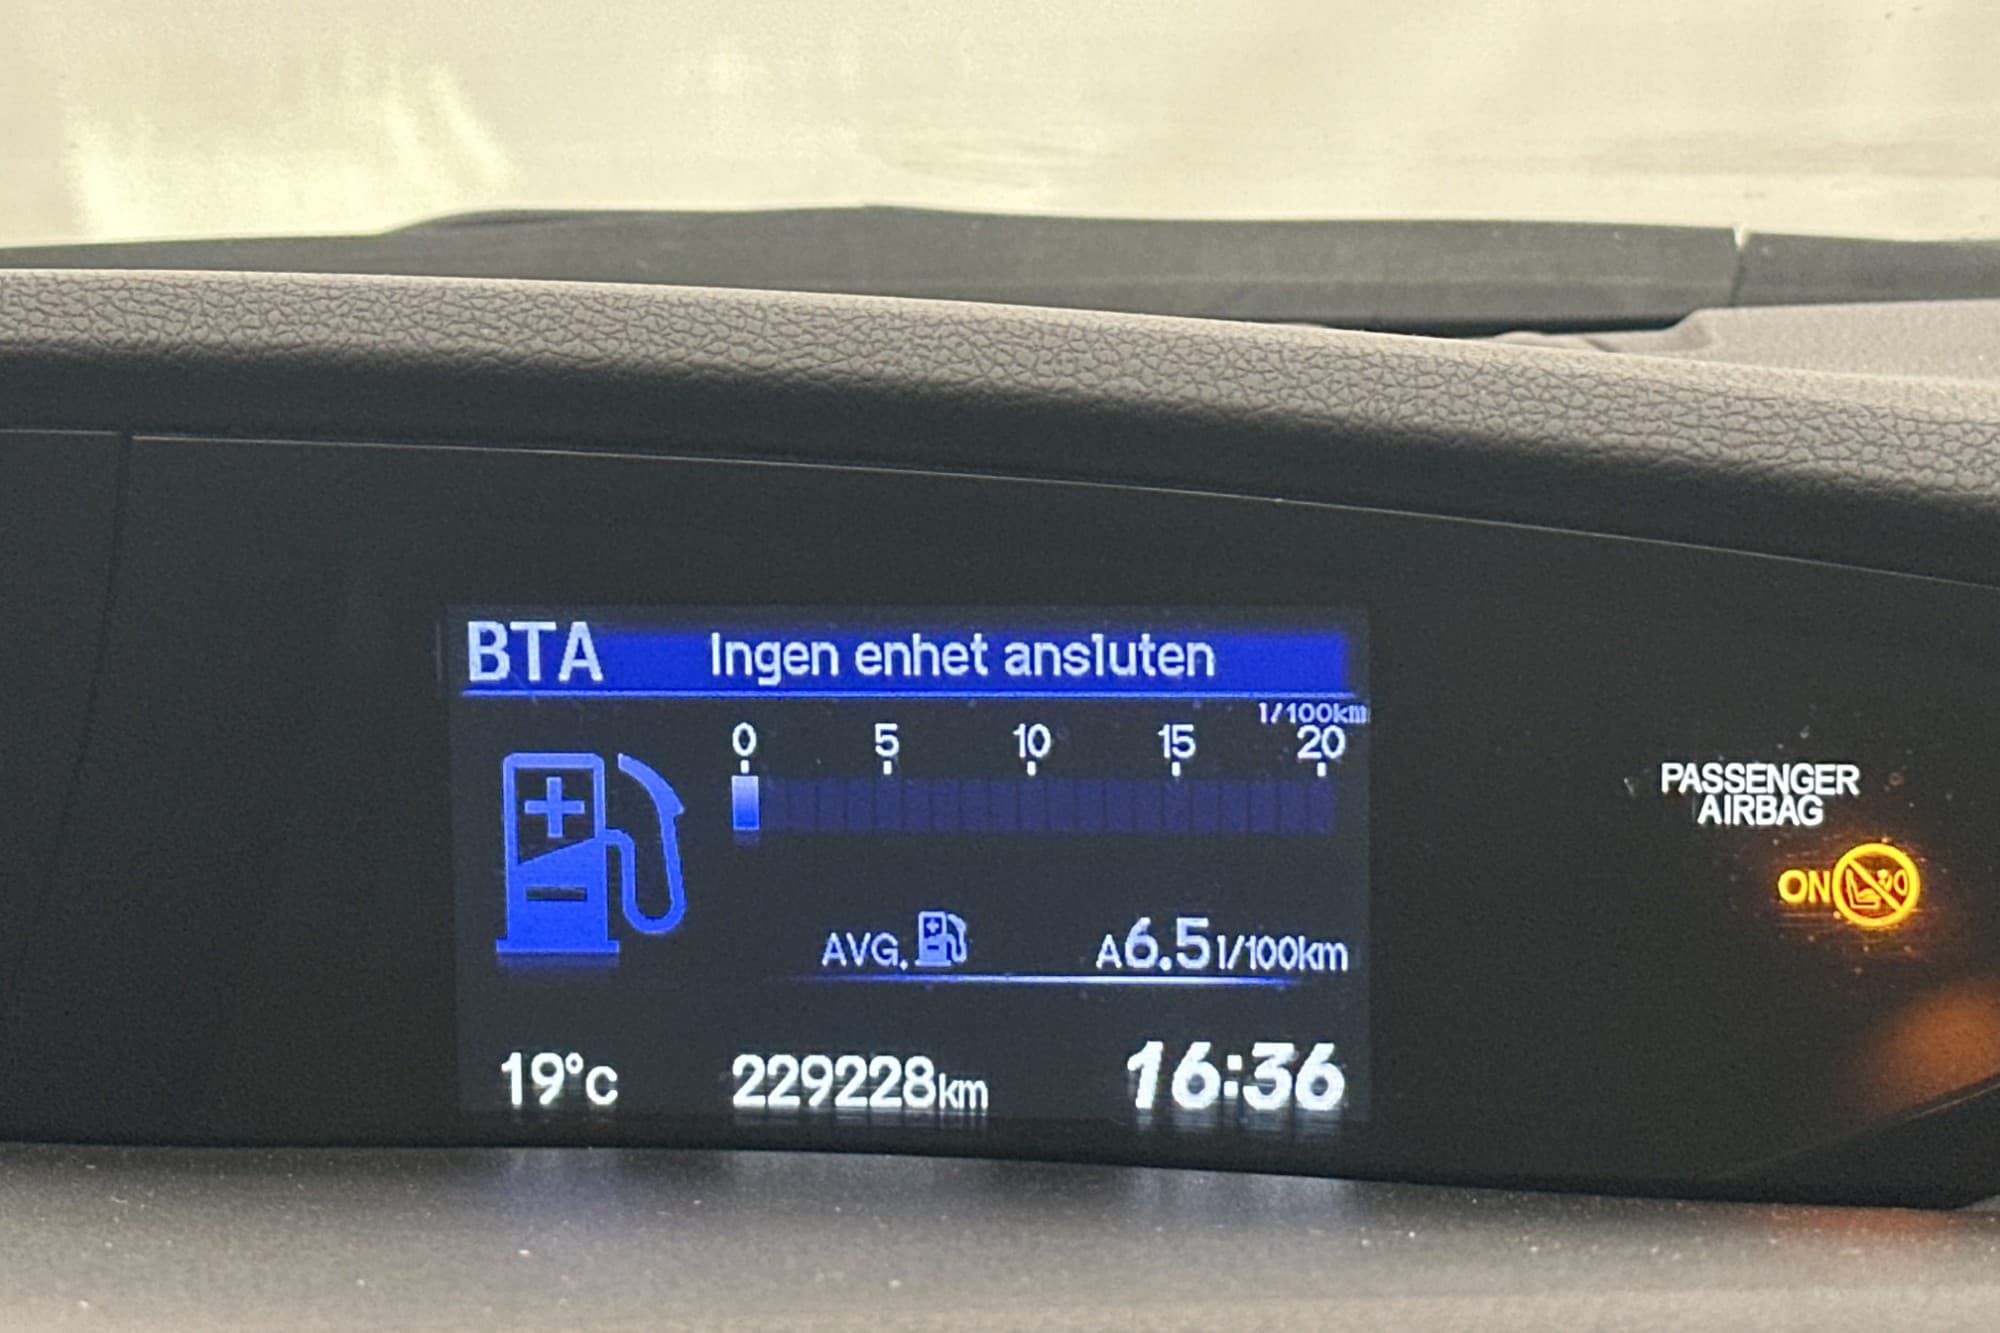 BTA Ingen enhet ansluten
l/100km
0 5 10 15 20
AVG. A6.5 l/100km
19°C 229228km 16:36
PASSENGER
AIRBAG
ON